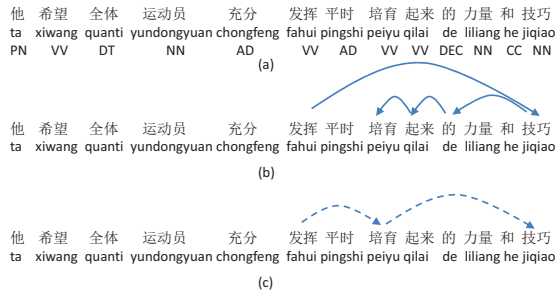 他 希望 全体 运动员 充分 发挥 平时 培育 起来 的 力量 和 技巧
ta xiwang quanti yundongyuan chongfeng fahui pingshi peiyu qilai de liliang he jiqiao
PN VV DT NN AD VV AD VV VV DEC NN CC NN
(a)
他 希望 全体 运动员 充分 发挥 平时 培育 起来 的 力量 和 技巧
ta xiwang quanti yundongyuan chongfeng fahui pingshi peiyu qilai de liliang he jiqiao
(b)
他 希望 全体 运动员 充分 发挥 平时 培育 起来 的 力量 和 技巧
ta xiwang quanti yundongyuan chongfeng fahui pingshi peiyu qilai de liliang he jiqiao
(c)